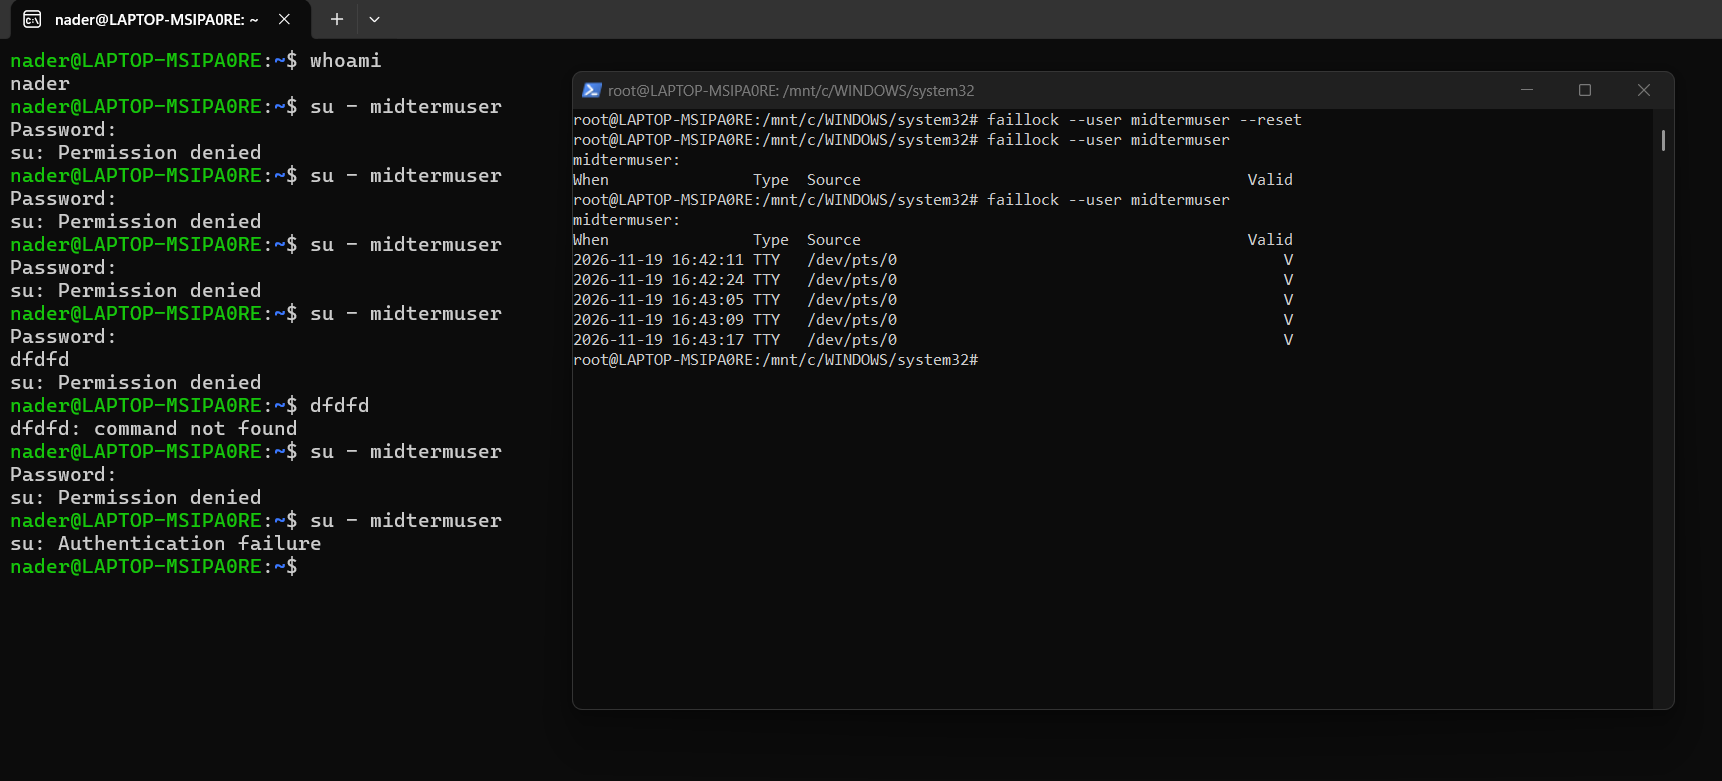 nader@LAPTOP-MSIPA0RE: ~
nader@LAPTOP-MSIPA0RE:~$ whoami
nader
nader@LAPTOP-MSIPA0RE:~$ su - midtermuser
Password:
su: Permission denied
nader@LAPTOP-MSIPA0RE:~$ su - midtermuser
Password:
su: Permission denied
nader@LAPTOP-MSIPA0RE:~$ su - midtermuser
Password:
su: Permission denied
nader@LAPTOP-MSIPA0RE:~$ su - midtermuser
Password:
dfdfd
su: Permission denied
nader@LAPTOP-MSIPA0RE:~$ dfdfd
dfdfd: command not found
nader@LAPTOP-MSIPA0RE:~$ su - midtermuser
Password:
su: Permission denied
nader@LAPTOP-MSIPA0RE:~$ su - midtermuser
su: Authentication failure
nader@LAPTOP-MSIPA0RE:~$
root@LAPTOP-MSIPA0RE: /mnt/c/WINDOWS/system32
root@LAPTOP-MSIPA0RE:/mnt/c/WINDOWS/system32# faillock --user midtermuser --reset
root@LAPTOP-MSIPA0RE:/mnt/c/WINDOWS/system32# faillock --user midtermuser
midtermuser:
When Type Source Valid
root@LAPTOP-MSIPA0RE:/mnt/c/WINDOWS/system32# faillock --user midtermuser
midtermuser:
When Type Source Valid
2026-11-19 16:42:11 TTY /dev/pts/0 V
2026-11-19 16:42:24 TTY /dev/pts/0 V
2026-11-19 16:43:05 TTY /dev/pts/0 V
2026-11-19 16:43:09 TTY /dev/pts/0 V
2026-11-19 16:43:17 TTY /dev/pts/0 V
root@LAPTOP-MSIPA0RE:/mnt/c/WINDOWS/system32#